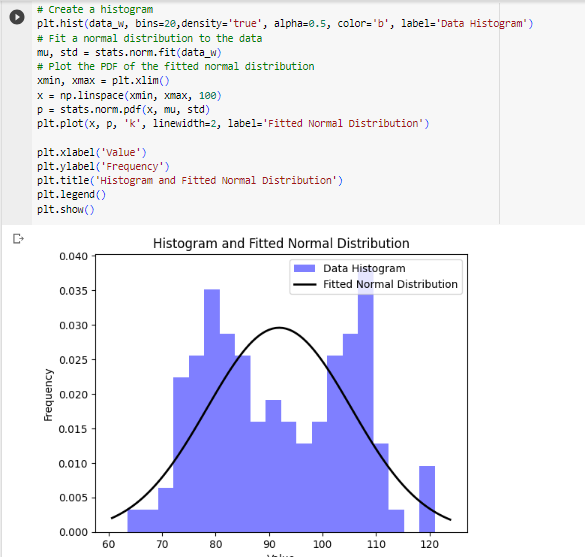 # Create a histogram
plt.hist(data_w, bins=20,density='true', alpha=0.5, color='b', label='Data Histogram')
# Fit a normal distribution to the data
mu, std = stats.norm.fit(data_w)
# Plot the PDF of the fitted normal distribution
xmin, xmax = plt.xlim()
x = np.linspace(xmin, xmax, 100)
p = stats.norm.pdf(x, mu, std)
plt.plot(x, p, 'k', linewidth=2, label='Fitted Normal Distribution')
plt.xlabel('Value')
plt.ylabel('Frequency')
plt.title('Histogram and Fitted Normal Distribution')
plt.legend()
plt.show()
Histogram and Fitted Normal Distribution
Data Histogram
Fitted Normal Distribution
Frequency
0.040
0.035
0.030
0.025
0.020
0.015
0.010
0.005
0.000
60 70 80 90 100 110 120
Value